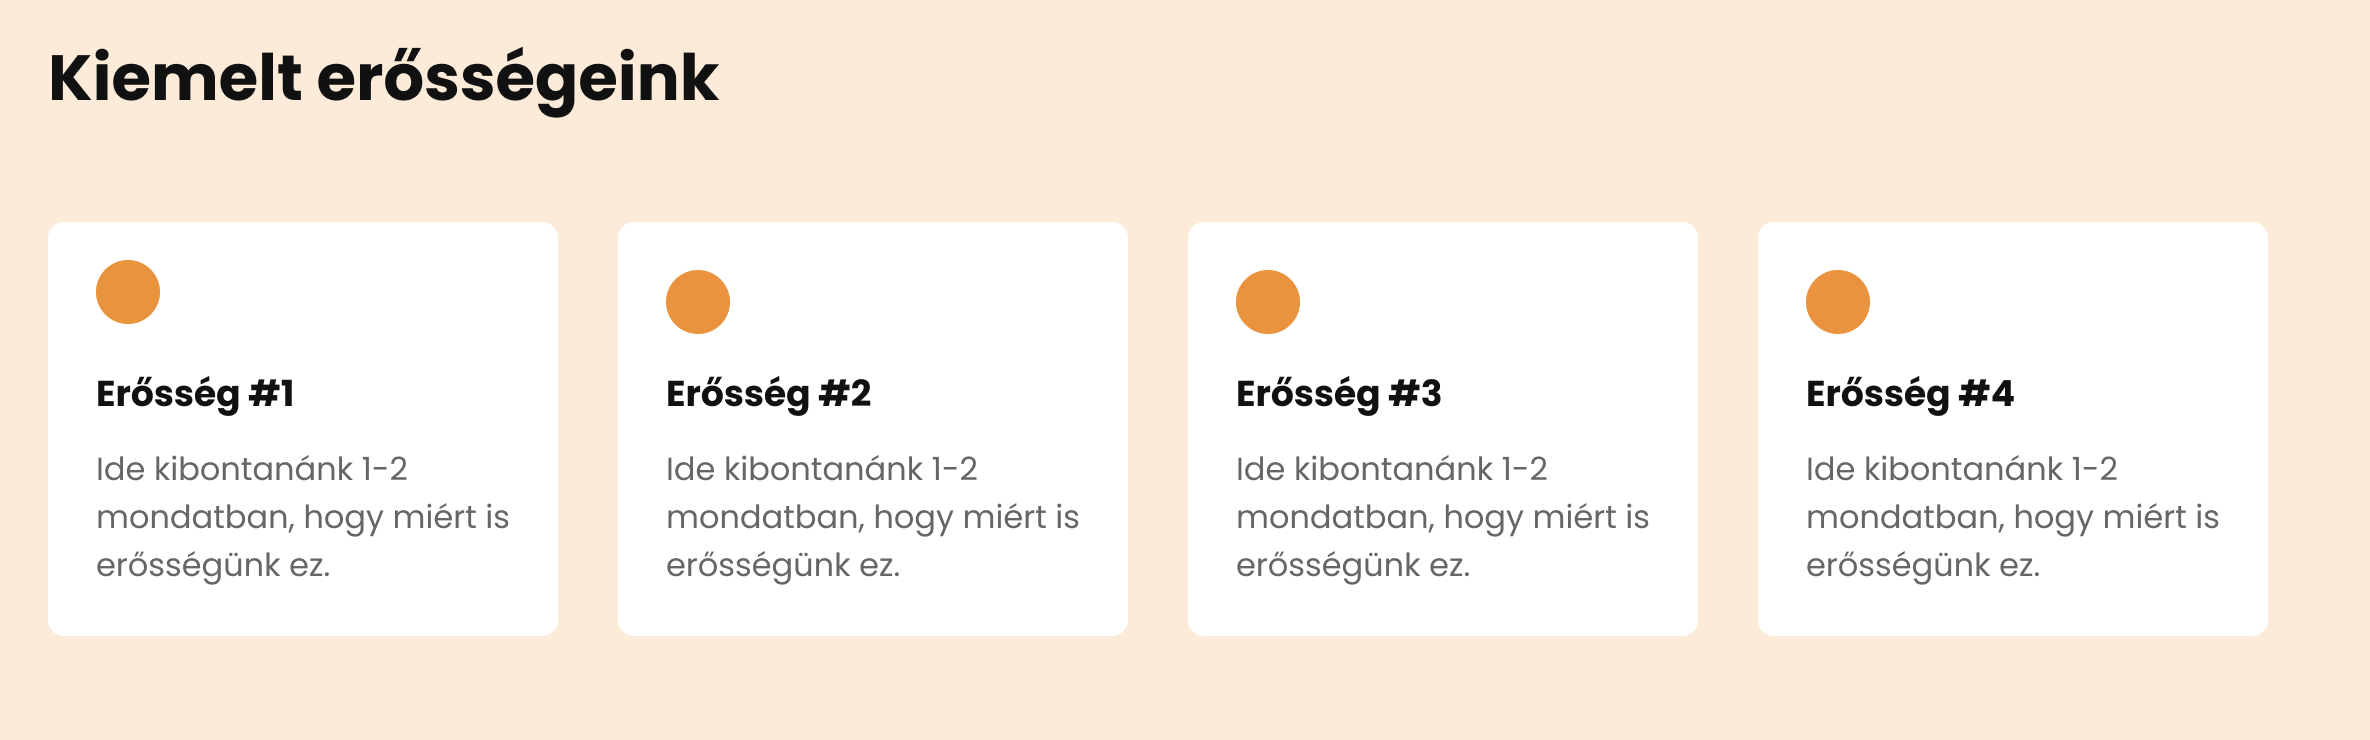 Kiemelt erősségeink
Erősség #1
Ide kibontanánk 1-2
mondatban, hogy miért is
erősségünk ez.
Erősség #2
Ide kibontanánk 1-2
mondatban, hogy miért is
erősségünk ez.
Erősség #3
Ide kibontanánk 1-2
mondatban, hogy miért is
erősségünk ez.
Erősség #4
Ide kibontanánk 1-2
mondatban, hogy miért is
erősségünk ez.